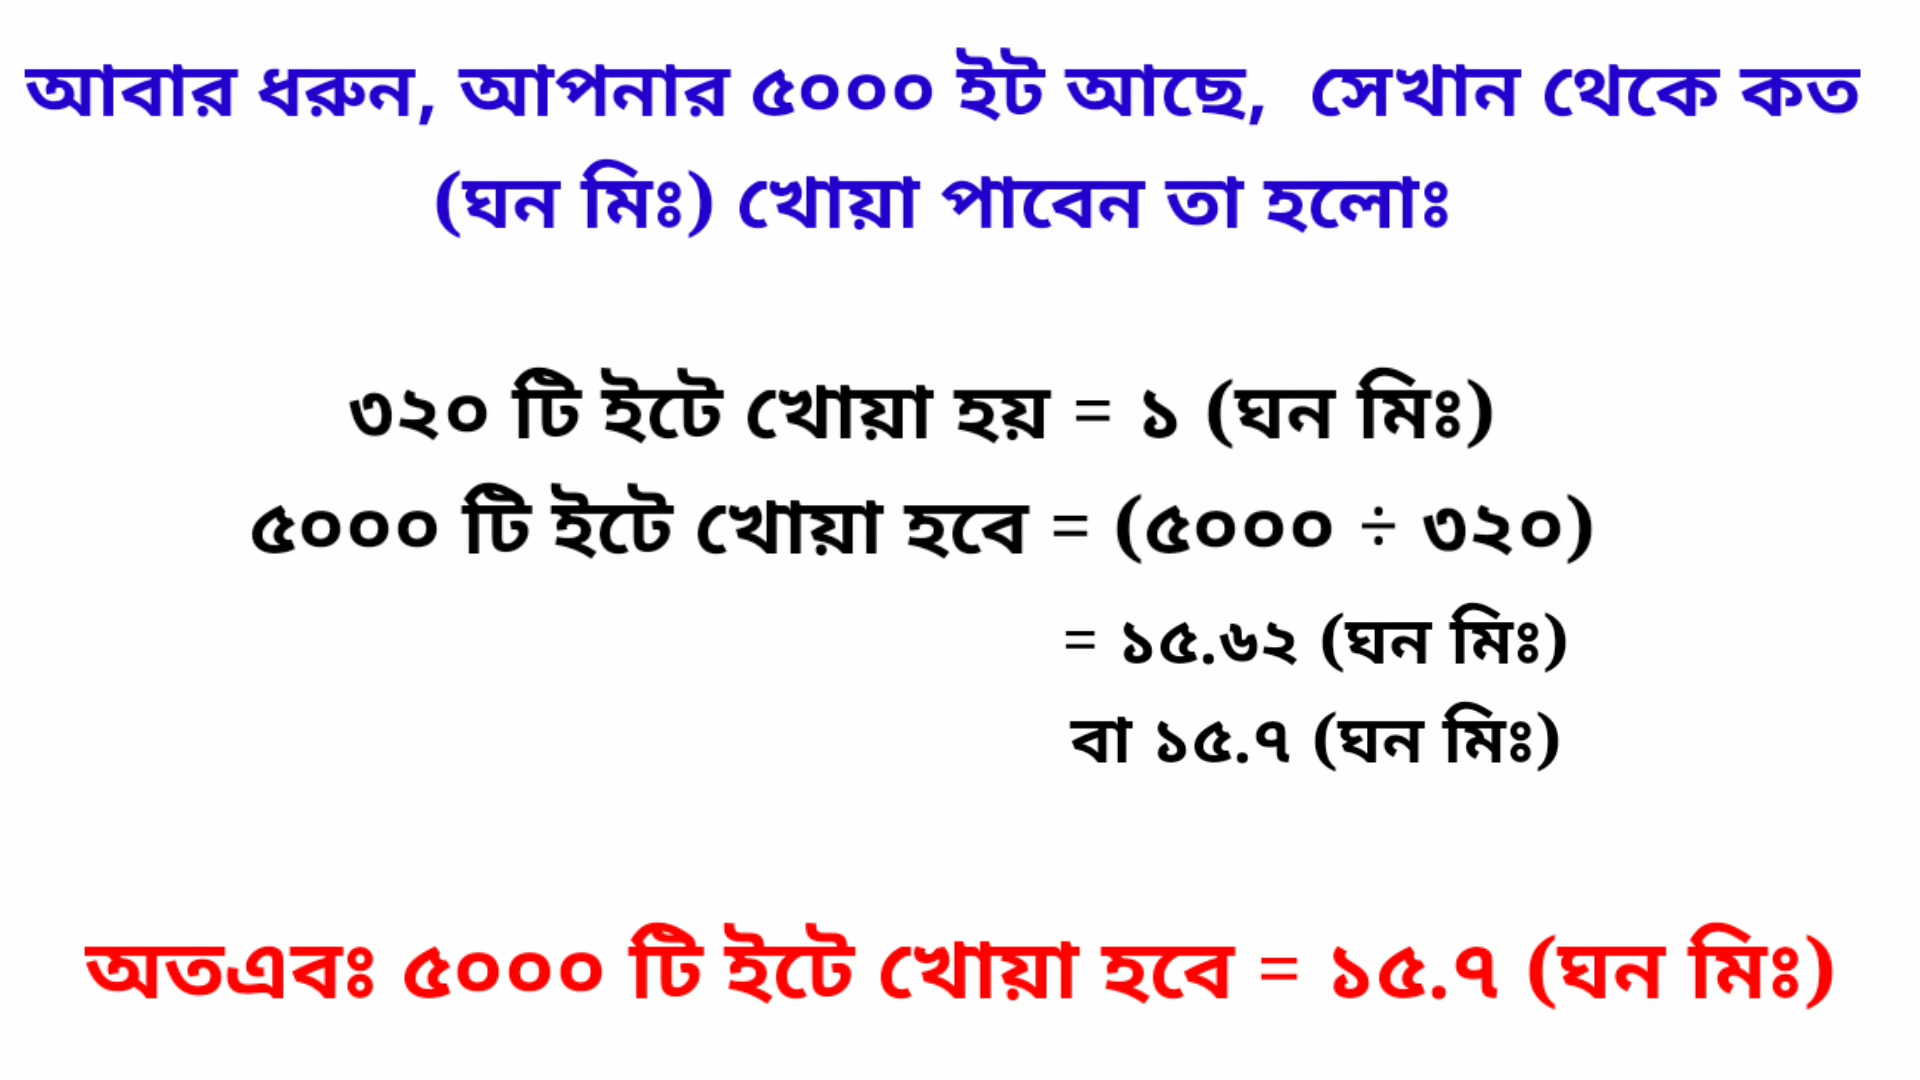 আবার ধরুন, আপনার ৫০০০ ইট আছে, সেখান থেকে কত
(ঘন মিঃ) খোয়া পাবেন তা হলোঃ
৩২০ টি ইটে খোয়া হয় = ১ (ঘন মিঃ)
৫০০০ টি ইটে খোয়া হবে = (৫০০০ ÷ ৩২০)
= ১৫.৬২ (ঘন মিঃ)
বা ১৫.৭ (ঘন মিঃ)
অতএবঃ ৫০০০ টি ইটে খোয়া হবে = ১৫.৭ (ঘন মিঃ)